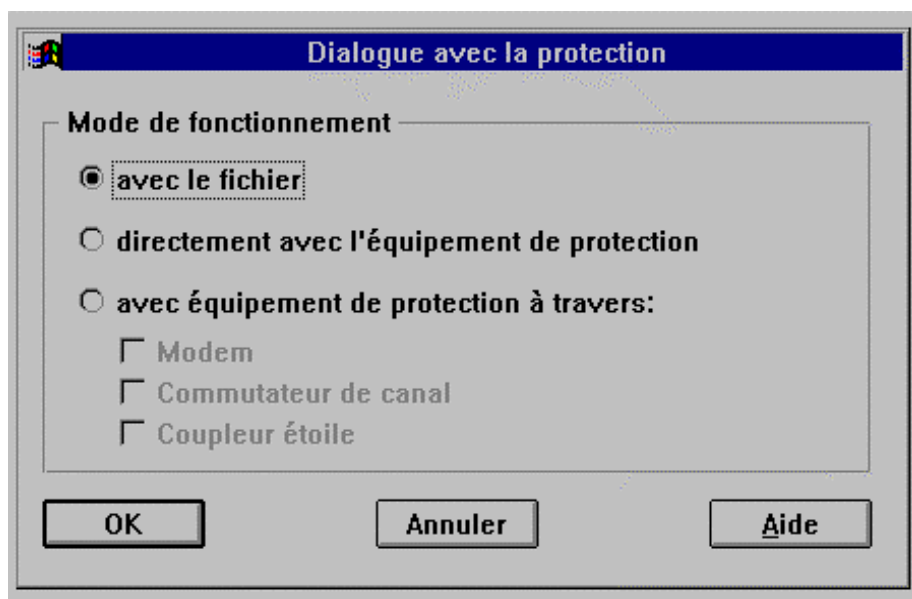 Dialogue avec la protection
Mode de fonctionnement
avec le fichier
directement avec l'équipement de protection
avec équipement de protection à travers:
Modem
Commutateur de canal
Coupleur étoile
OK
Annuler
Aide